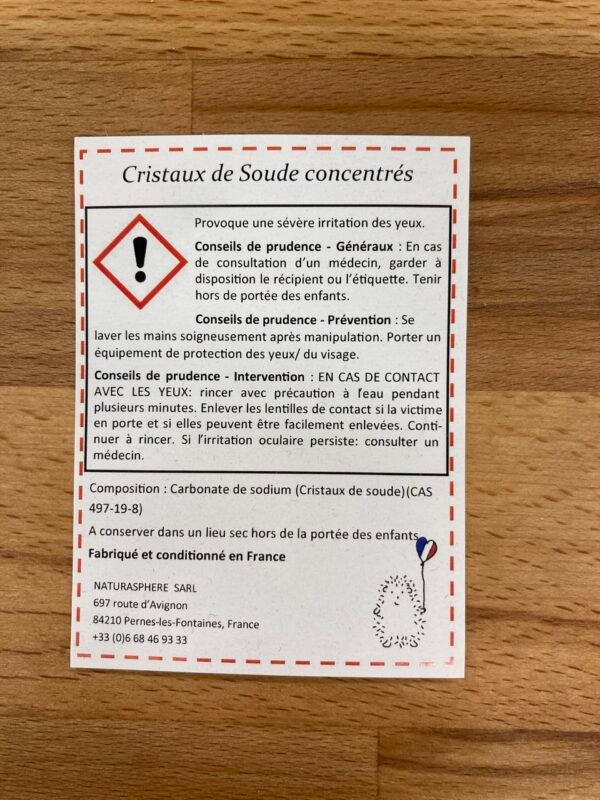 Cristaux de Soude concentrés
Provoque une sévère irritation des yeux.
Conseils de prudence - Généraux : En cas
de consultation d’un médecin, garder à
disposition le récipient ou l’étiquette. Tenir
hors de portée des enfants.
Conseils de prudence - Prévention : Se
laver les mains soigneusement après manipulation. Porter un
équipement de protection des yeux/ du visage.
Conseils de prudence - Intervention : EN CAS DE CONTACT
AVEC LES YEUX: rincer avec précaution à l’eau pendant
plusieurs minutes. Enlever les lentilles de contact si la victime
en porte et si elles peuvent être facilement enlevées. Conti-
nuer à rincer. Si l’irritation oculaire persiste: consulter un
médecin.
Composition : Carbonate de sodium (Cristaux de soude)(CAS
497-19-8)
A conserver dans un lieu sec hors de la portée des enfants
Fabriqué et conditionné en France
NATURASPHERE SARL
697 route d’Avignon
84210 Pernes-les-Fontaines, France
+33 (0)6 68 46 93 33